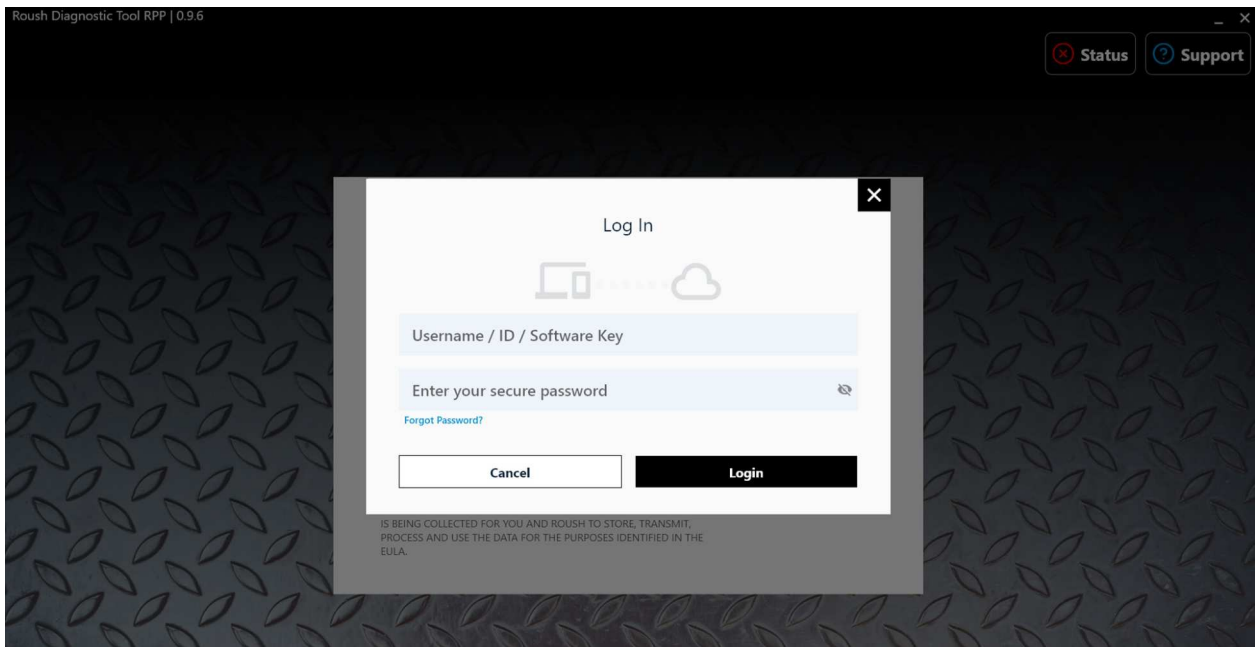 Roush Diagnostic Tool RPP | 0.9.6
Status
Support
Log In
Username / ID / Software Key
Enter your secure password
Forgot Password?
Cancel
Login
IS BEING COLLECTED FOR YOU AND ROUSH TO STORE, TRANSMIT,
PROCESS AND USE THE DATA FOR THE PURPOSES IDENTIFIED IN THE
EULA.